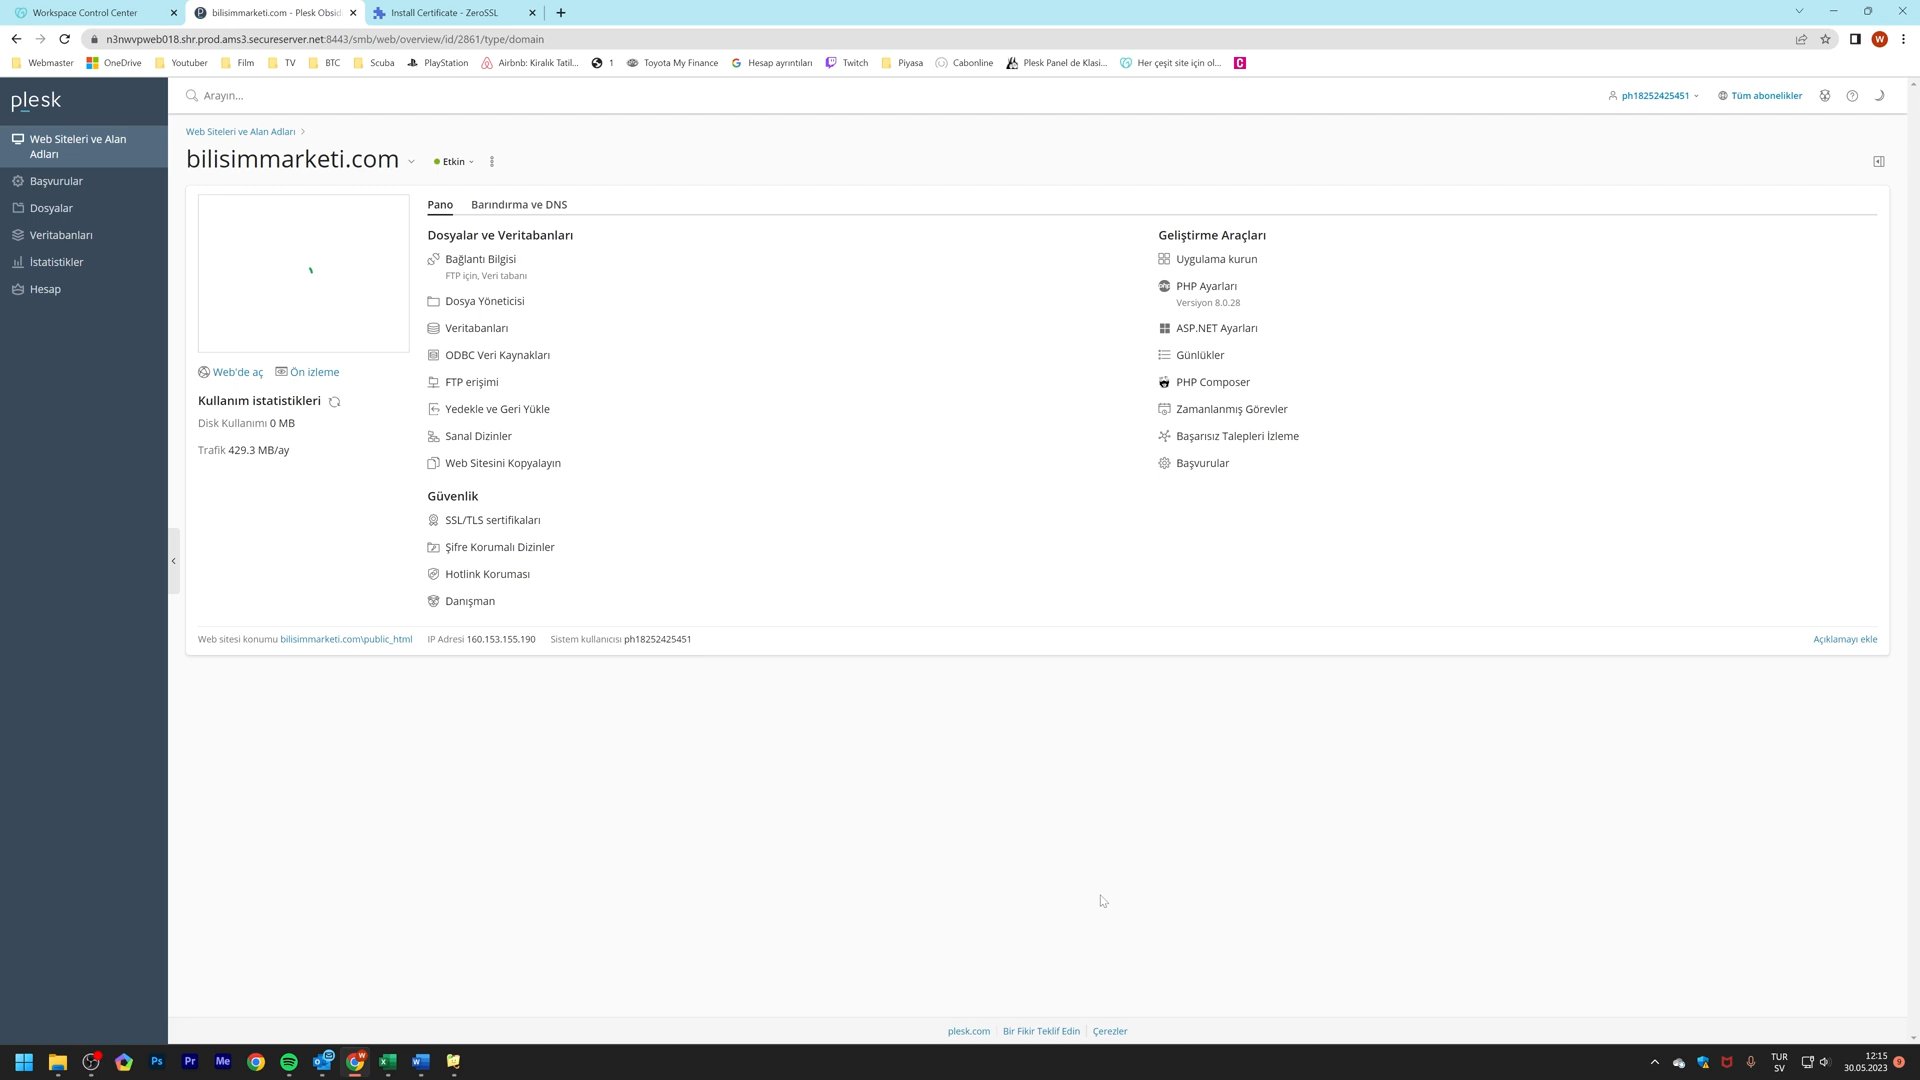 Workspace Control Center
bilisimmarketi.com - Plesk Obsid
Install Certificate - ZeroSSL
n3nwvpweb018.shr.prod.ams3.secureserver.net:8443/smb/web/overview/id/2861/type/domain
W
Webmaster
OneDrive
Youtuber
Film
TV
BTC
Scuba
PlayStation
Airbnb: Kiralık Tatil...
1
Toyota My Finance
Hesap ayrıntıları
Twitch
Piyasa
Cabonline
Plesk Panel de Klasi...
Her çeşit site için ol...
C
plesk
Arayın...
ph18252425451
Tüm abonelikler
Web Siteleri ve Alan
Adları
Başvurular
Dosyalar
Veritabanları
İstatistikler
Hesap
Web Siteleri ve Alan Adları
bilisimmarketi.com
Etkin
Web'de aç
Ön izleme
Kullanım istatistikleri
Disk Kullanımı 0 MB
Trafik 429.3 MB/ay
Pano
Barındırma ve DNS
Dosyalar ve Veritabanları
Bağlantı Bilgisi
FTP için, Veri tabanı
Dosya Yöneticisi
Veritabanları
ODBC Veri Kaynakları
FTP erişimi
Yedekle ve Geri Yükle
Sanal Dizinler
Web Sitesini Kopyalayın
Güvenlik
SSL/TLS sertifikaları
Şifre Korumalı Dizinler
Hotlink Koruması
Danışman
Geliştirme Araçları
Uygulama kurun
PHP Ayarları
Versiyon 8.0.28
ASP.NET Ayarları
Günlükler
PHP Composer
Zamanlanmış Görevler
Başarısız Talepleri İzleme
Başvurular
Web sitesi konumu bilisimmarketi.com\public_html
IP Adresi 160.153.155.190
Sistem kullanıcısı ph18252425451
Açıklamayı ekle
plesk.com
Bir Fikir Teklif Edin
Çerezler
Ps
Pr
Me
TUR
SV
12:15
30.05.2023
9